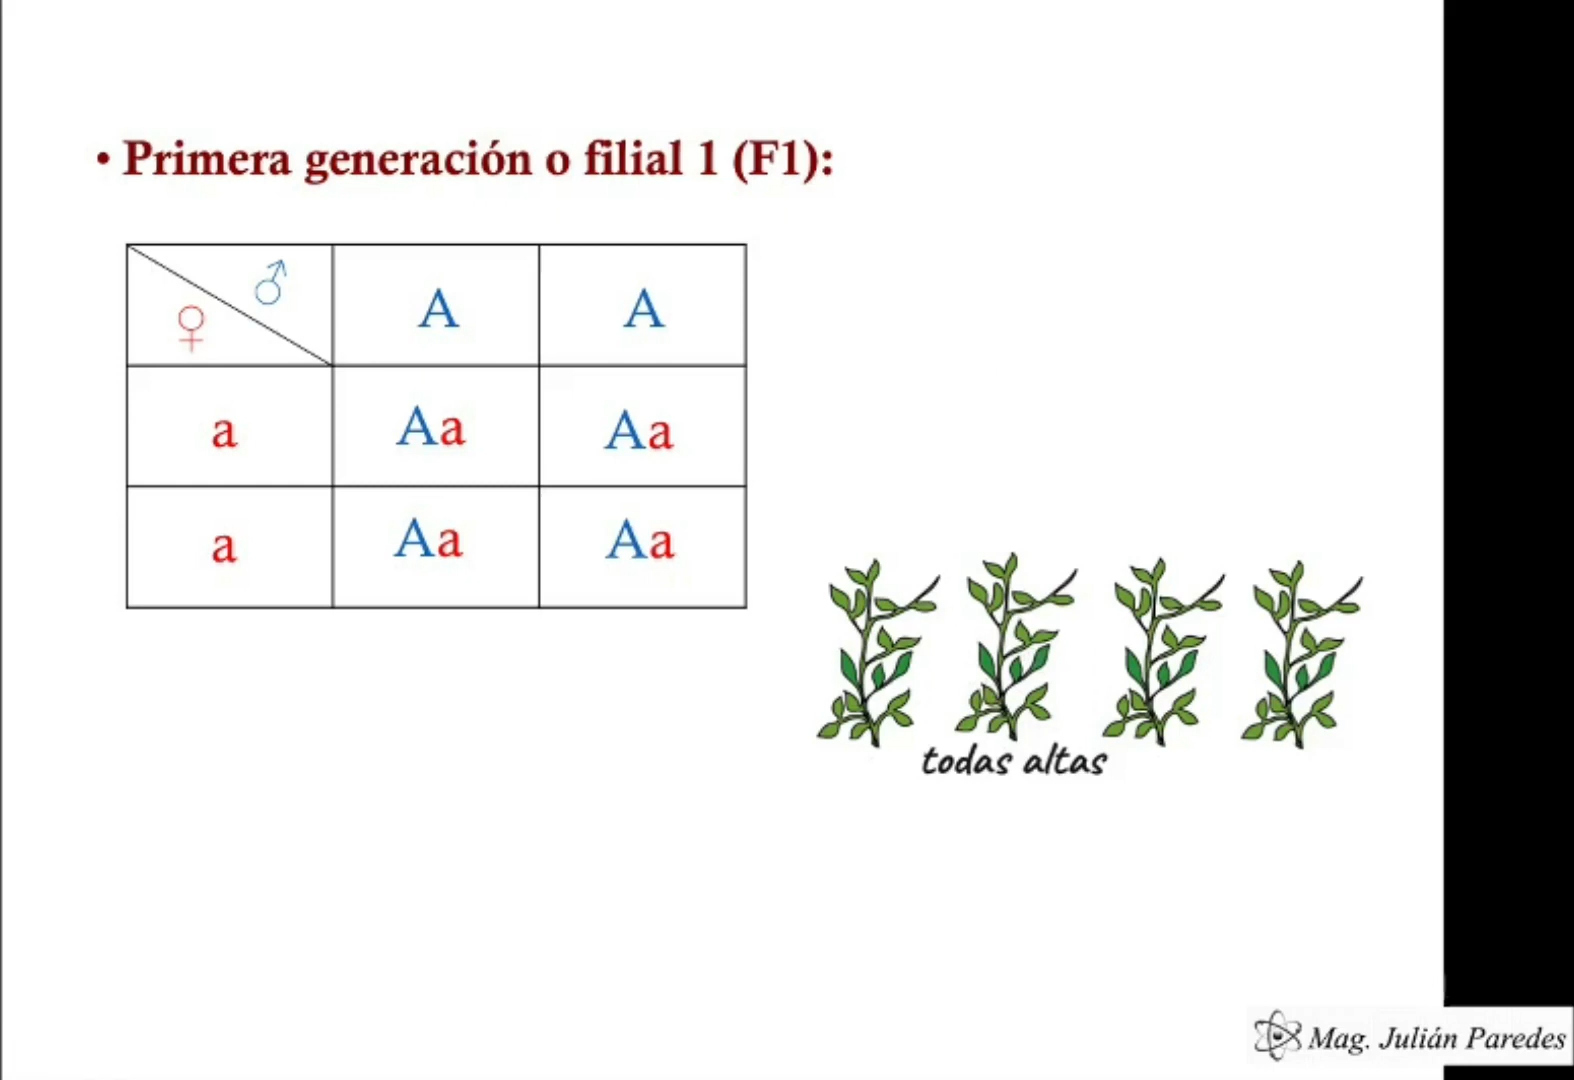 • Primera generación o filial 1 (F1):
♂
♀
A A
a Aa Aa
a Aa Aa
todas altas
Mag. Julián Paredes